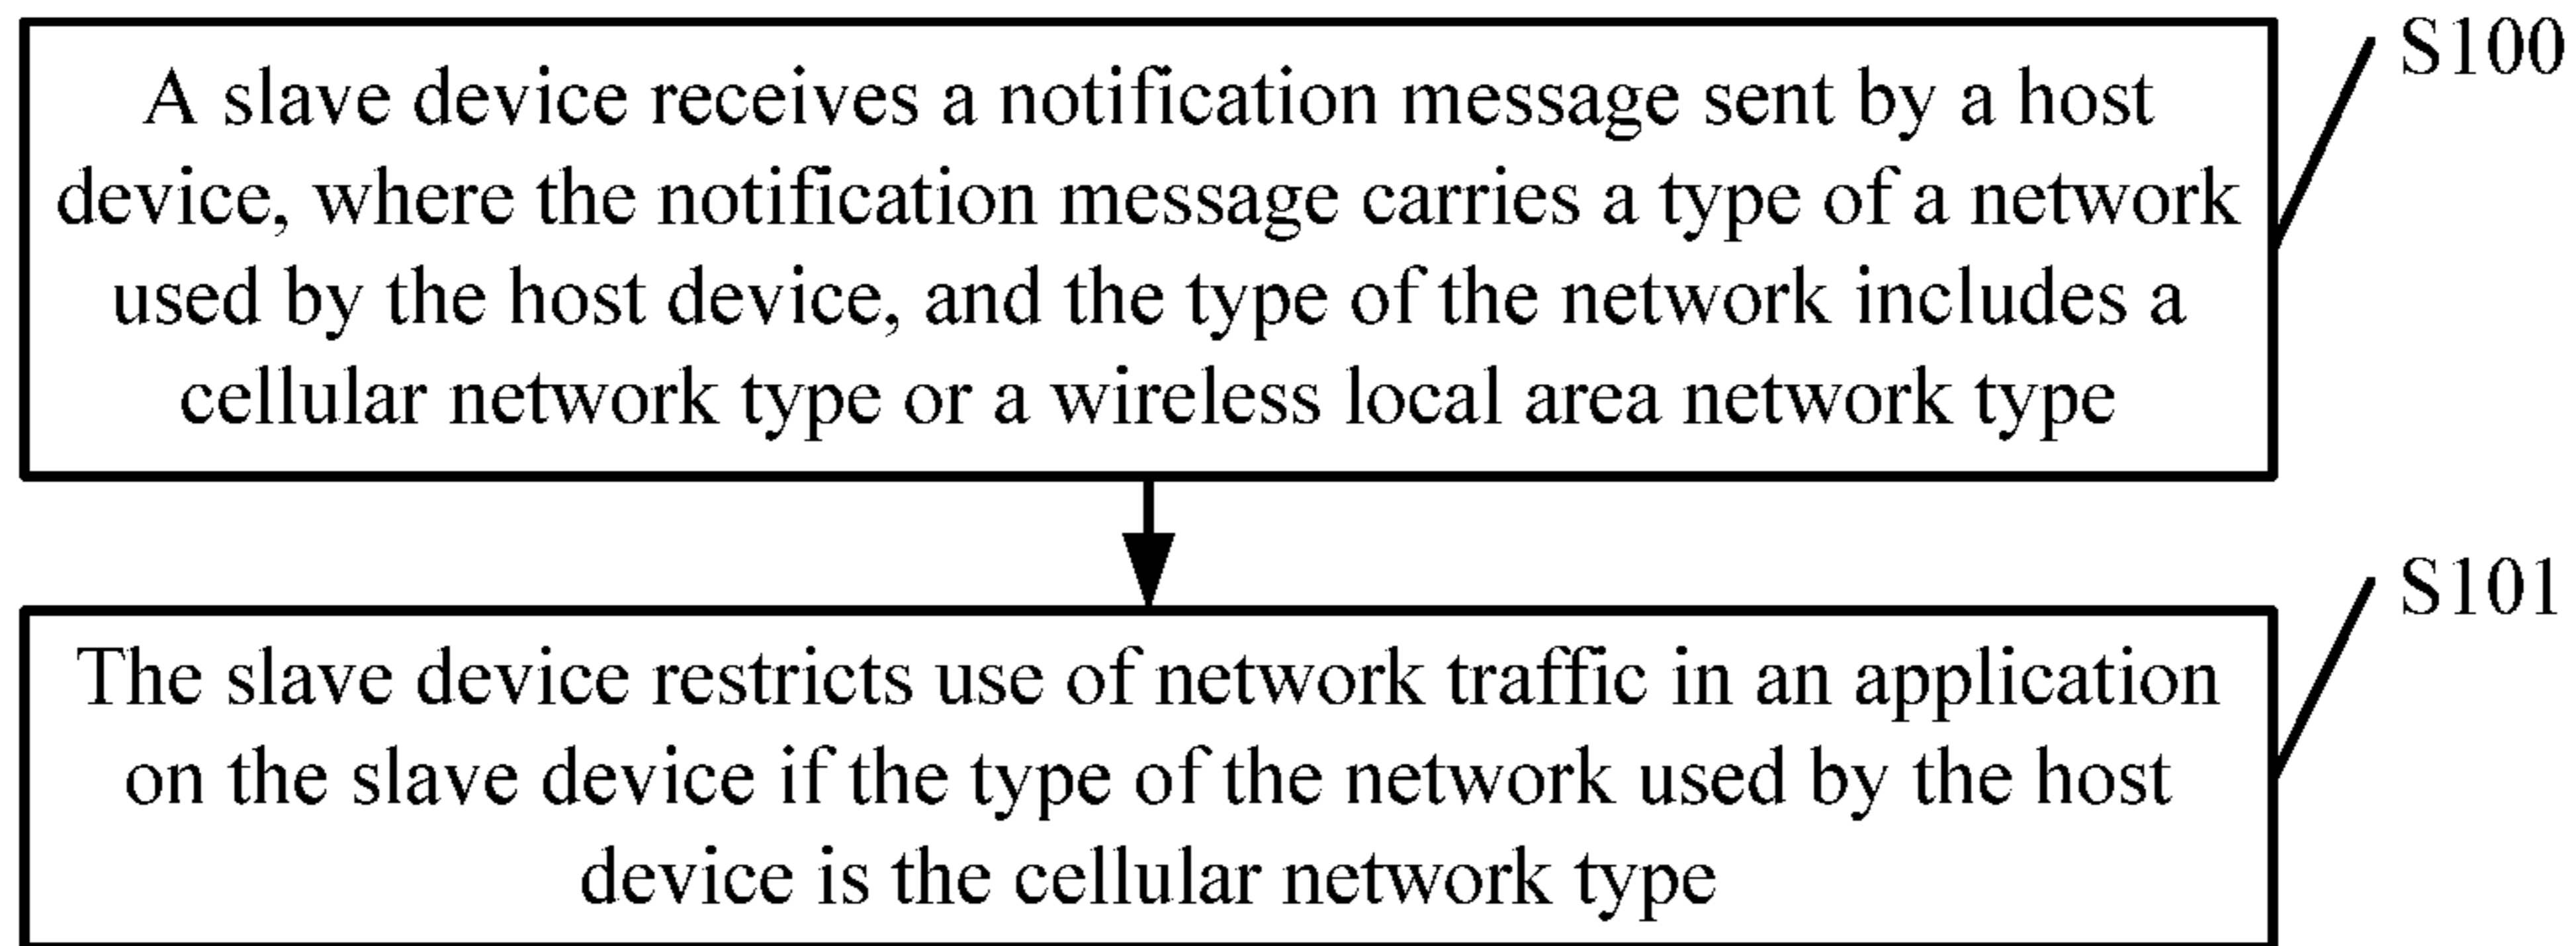 A slave device receives a notification message sent by a host
device, where the notification message carries a type of a network
used by the host device, and the type of the network includes a
cellular network type or a wireless local area network type
S100
The slave device restricts use of network traffic in an application
on the slave device if the type of the network used by the host
device is the cellular network type
S101